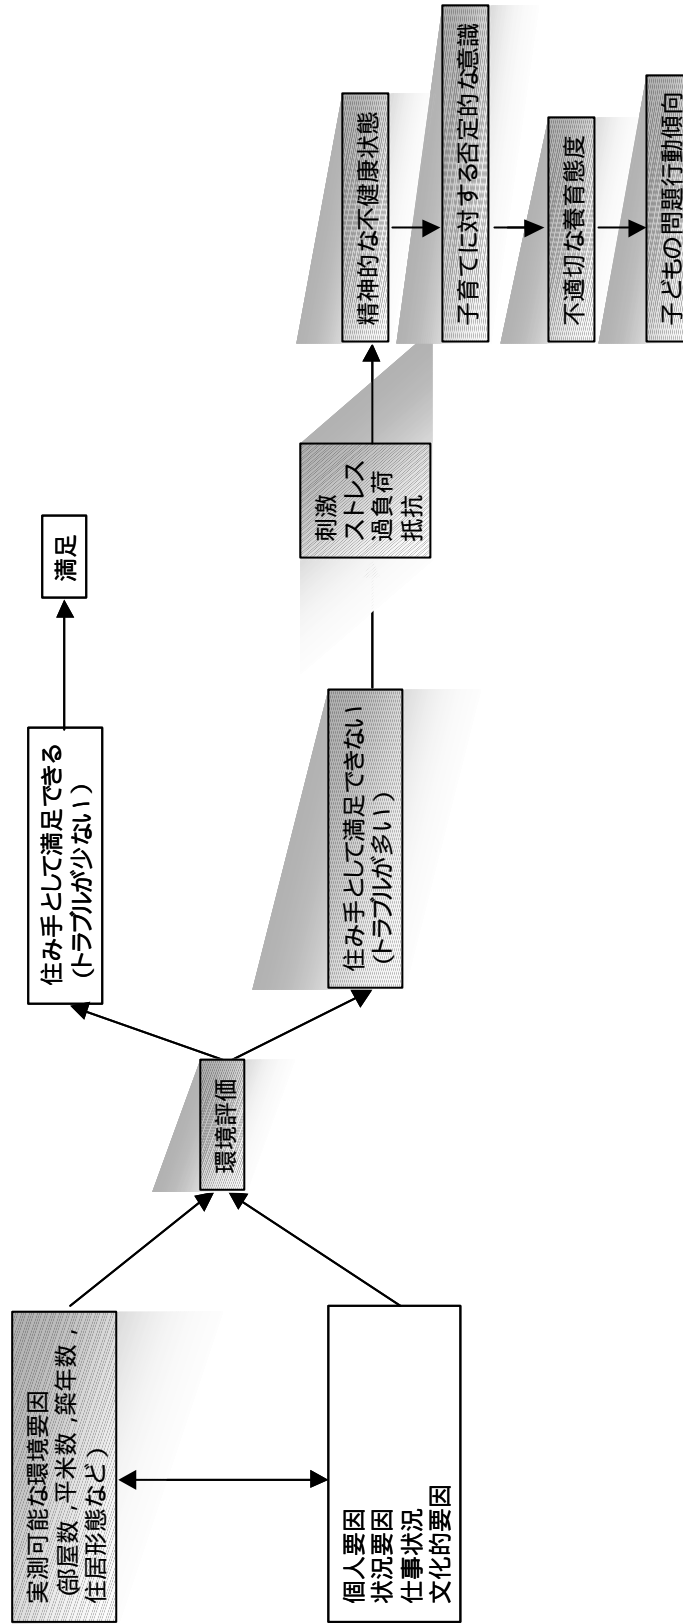 実測可能な環境要因
(部屋数,平米数,築年数,
住居形態など)
個人要因
状況要因
仕事状況
文化的要因
環境評価
住み手として満足できる
(トラブルが少ない)
満足
住み手として満足できない
(トラブルが多い)
刺激
ストレス
過負荷
抵抗
精神的な不健康状態
子育てに対する否定的な意識
不適切な養育態度
子どもの問題行動傾向